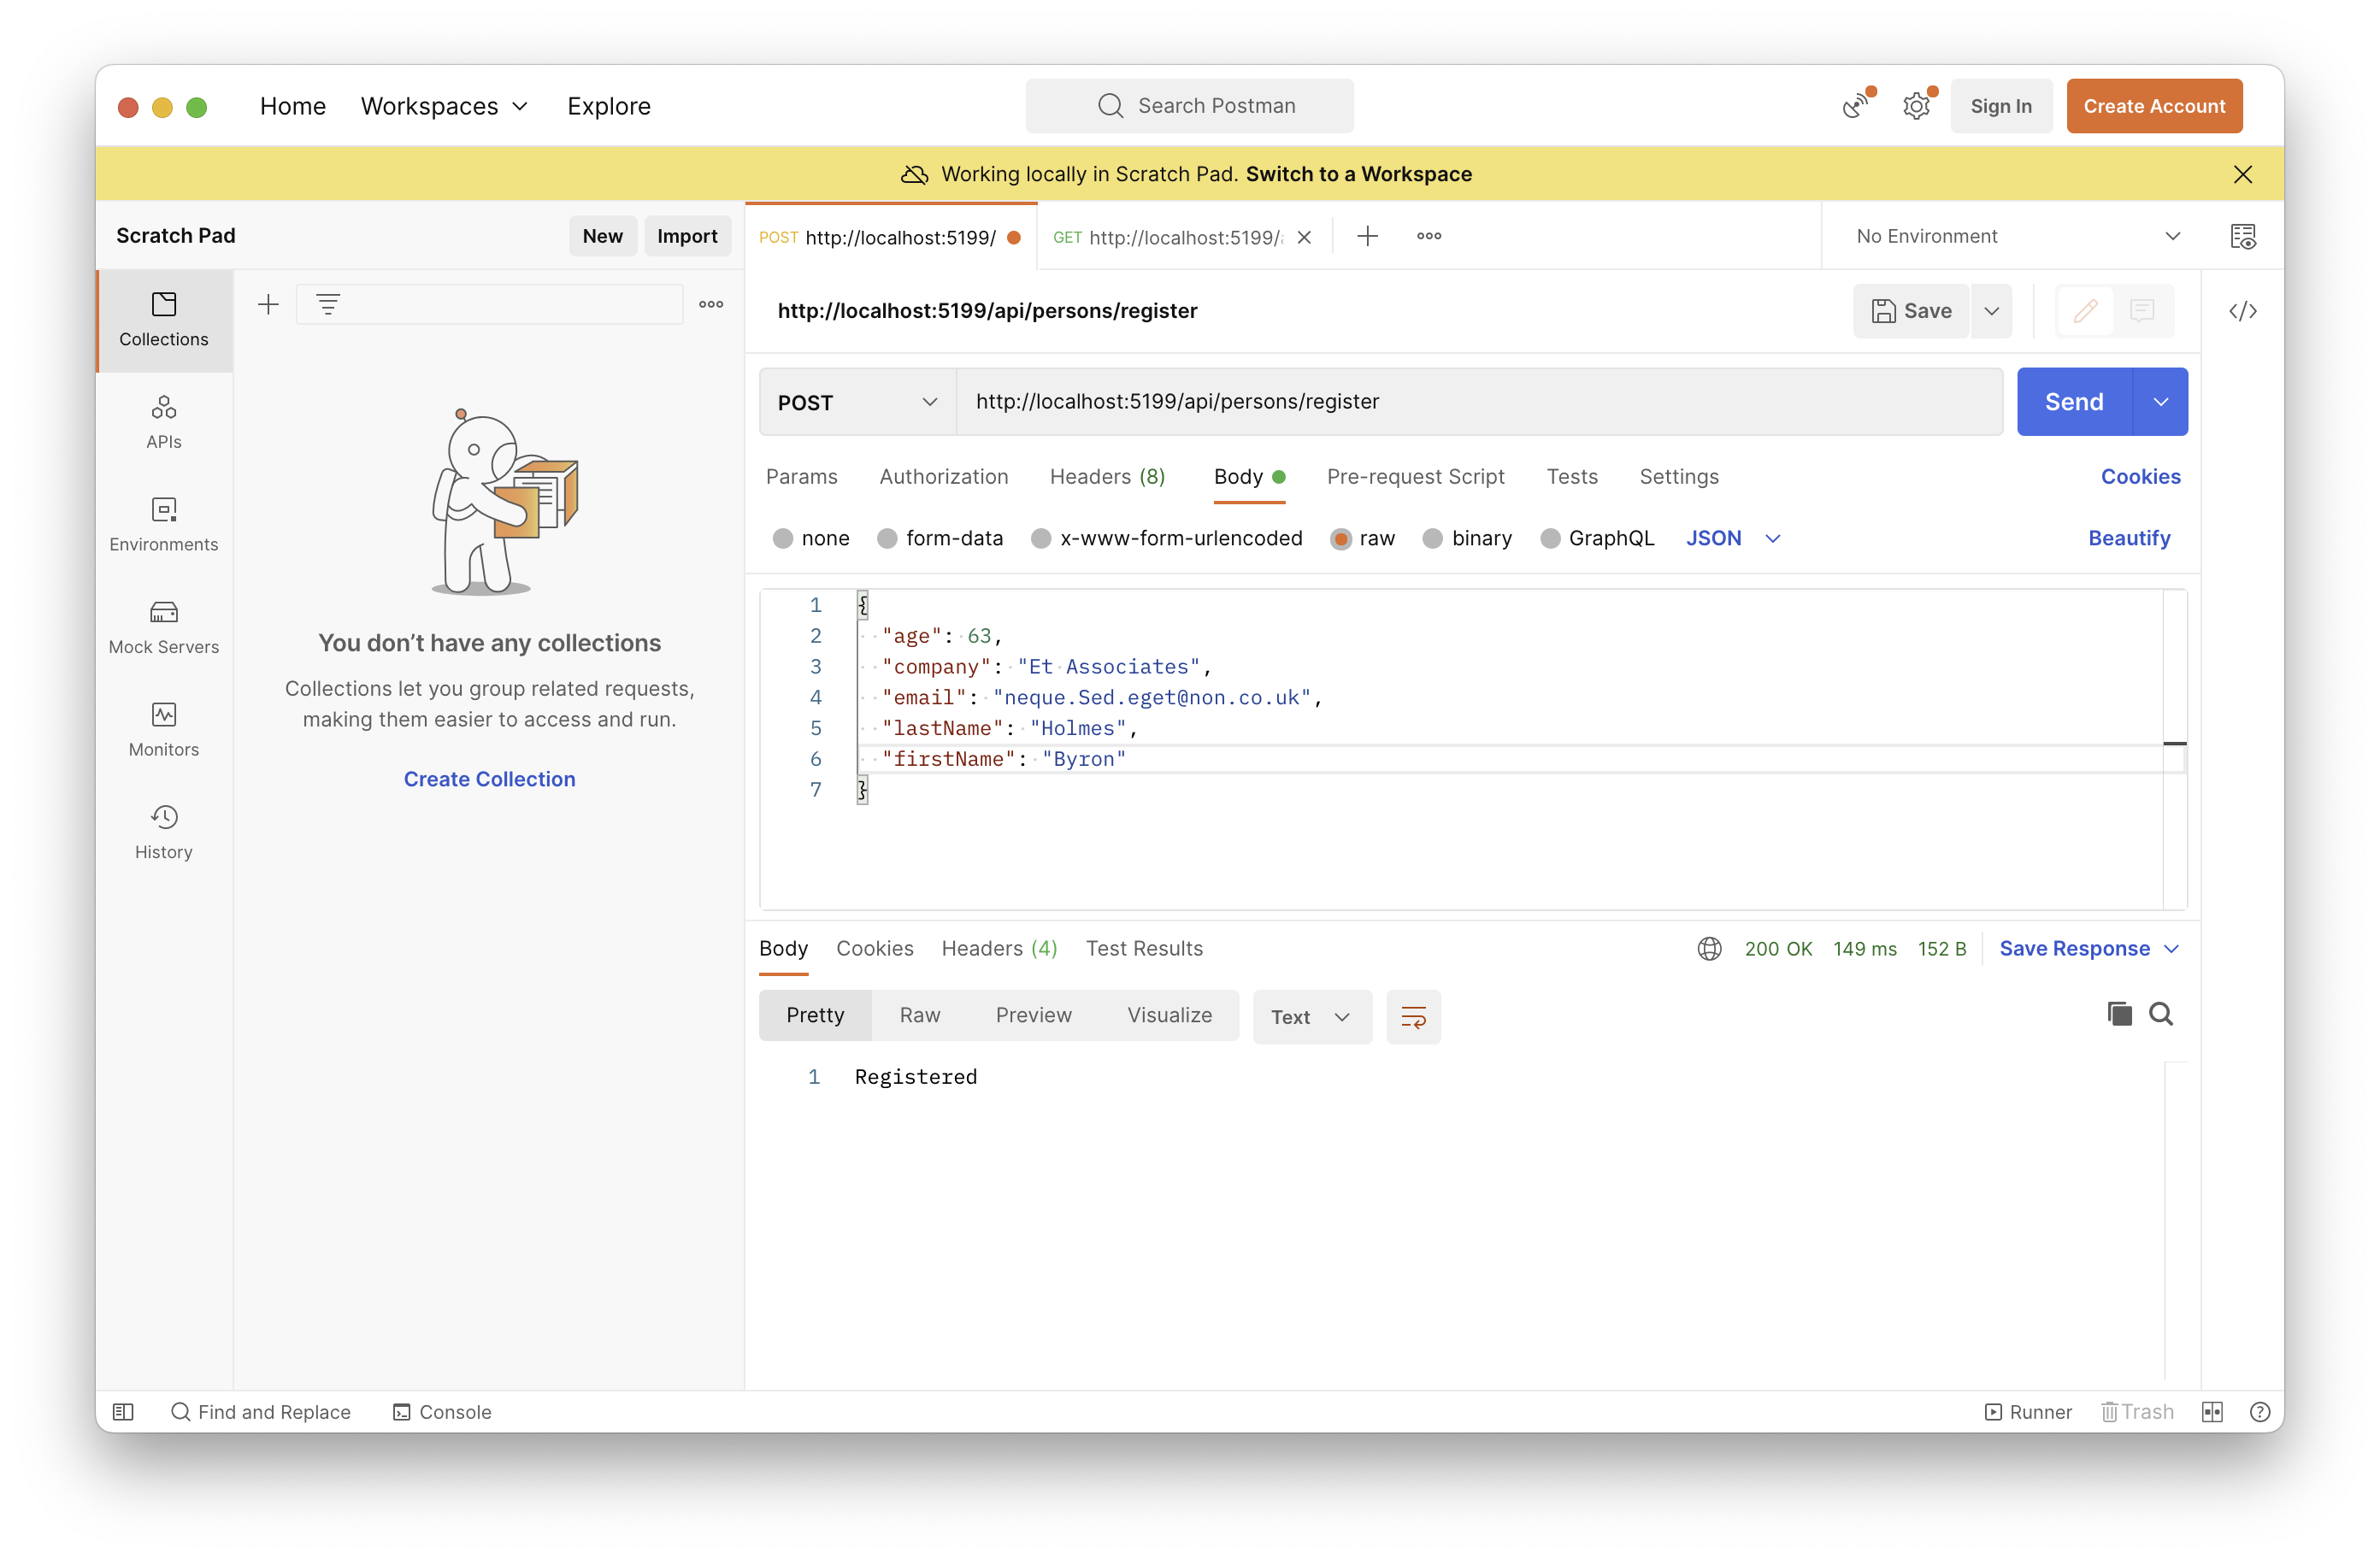 Home Workspaces Explore Search Postman Sign In Create Account
Working locally in Scratch Pad. Switch to a Workspace
Scratch Pad New Import
POST http://localhost:5199/ GET http://localhost:5199/ No Environment
Collections
APIs
Environments
Mock Servers
Monitors
History
You don’t have any collections
Collections let you group related requests,
making them easier to access and run.
Create Collection
http://localhost:5199/api/persons/register Save
POST http://localhost:5199/api/persons/register Send
Params Authorization Headers (8) Body Pre-request Script Tests Settings Cookies
none form-data x-www-form-urlencoded raw binary GraphQL JSON Beautify
1 {
2 "age": 63,
3 "company": "Et Associates",
4 "email": "neque.Sed.eget@non.co.uk",
5 "lastName": "Holmes",
6 "firstName": "Byron"
7 }
Body Cookies Headers (4) Test Results 200 OK 149 ms 152 B Save Response
Pretty Raw Preview Visualize Text
1 Registered
Find and Replace Console Runner Trash